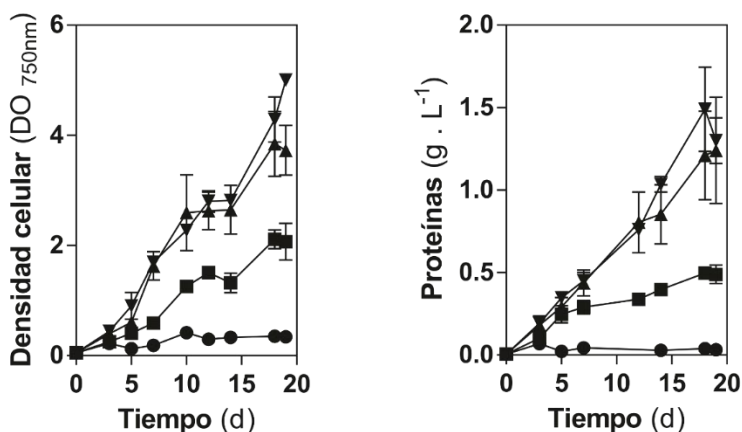 Densidad celular (DO 750nm)
6
4
2
0
0 5 10 15 20
Tiempo (d)
Proteínas (g . L-1)
2.0
1.5
1.0
0.5
0.0
0 5 10 15 20
Tiempo (d)